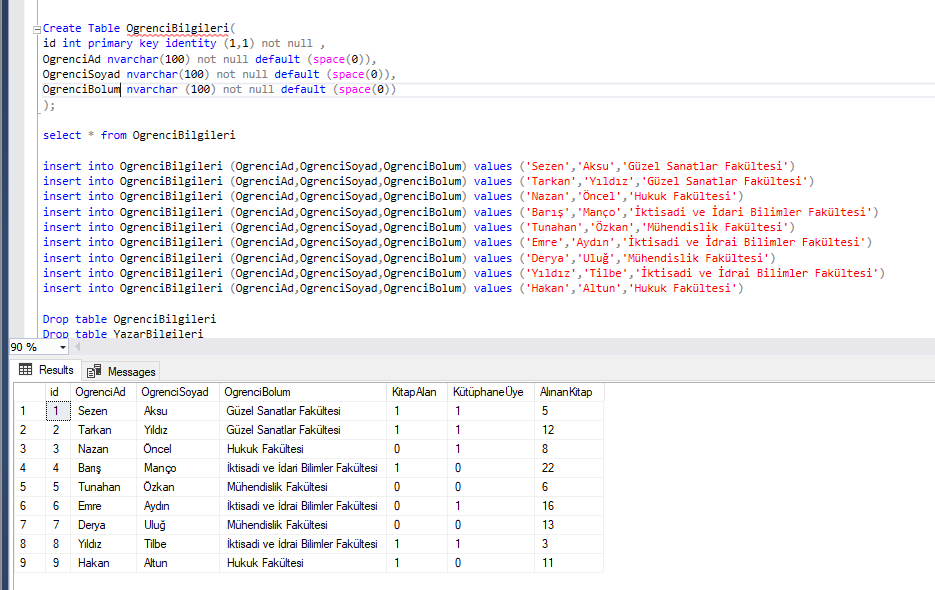 Create Table OgrenciBilgileri(
id int primary key identity (1,1) not null ,
OgrenciAd nvarchar(100) not null default (space(0)),
OgrenciSoyad nvarchar(100) not null default (space(0)),
OgrenciBolum nvarchar (100) not null default (space(0))
);
select * from OgrenciBilgileri
insert into OgrenciBilgileri (OgrenciAd,OgrenciSoyad,OgrenciBolum) values ('Sezen','Aksu','Güzel Sanatlar Fakültesi')
insert into OgrenciBilgileri (OgrenciAd,OgrenciSoyad,OgrenciBolum) values ('Tarkan','Yıldız','Güzel Sanatlar Fakültesi')
insert into OgrenciBilgileri (OgrenciAd,OgrenciSoyad,OgrenciBolum) values ('Nazan','Öncel','Hukuk Fakültesi')
insert into OgrenciBilgileri (OgrenciAd,OgrenciSoyad,OgrenciBolum) values ('Barış','Manço','İktisadi ve İdari Bilimler Fakültesi')
insert into OgrenciBilgileri (OgrenciAd,OgrenciSoyad,OgrenciBolum) values ('Tunahan','Özkan','Mühendislik Fakültesi')
insert into OgrenciBilgileri (OgrenciAd,OgrenciSoyad,OgrenciBolum) values ('Emre','Aydın','İktisadi ve İdrai Bilimler Fakültesi')
insert into OgrenciBilgileri (OgrenciAd,OgrenciSoyad,OgrenciBolum) values ('Derya','Uluğ','Mühendislik Fakültesi')
insert into OgrenciBilgileri (OgrenciAd,OgrenciSoyad,OgrenciBolum) values ('Yıldız','Tilbe','İktisadi ve İdrai Bilimler Fakültesi')
insert into OgrenciBilgileri (OgrenciAd,OgrenciSoyad,OgrenciBolum) values ('Hakan','Altun','Hukuk Fakültesi')
Drop table OgrenciBilgileri
Drop table YazarBilgileri
90 %
Results Messages
id OgrenciAd OgrenciSoyad OgrenciBolum KitapAlan KütüphaneÜye AlınanKitap
1 1 Sezen Aksu Güzel Sanatlar Fakültesi 1 1 5
2 2 Tarkan Yıldız Güzel Sanatlar Fakültesi 1 1 12
3 3 Nazan Öncel Hukuk Fakültesi 0 1 8
4 4 Barış Manço İktisadi ve İdari Bilimler Fakültesi 1 0 22
5 5 Tunahan Özkan Mühendislik Fakültesi 0 0 6
6 6 Emre Aydın İktisadi ve İdrai Bilimler Fakültesi 0 1 16
7 7 Derya Uluğ Mühendislik Fakültesi 0 0 13
8 8 Yıldız Tilbe İktisadi ve İdrai Bilimler Fakültesi 1 1 3
9 9 Hakan Altun Hukuk Fakültesi 1 0 11